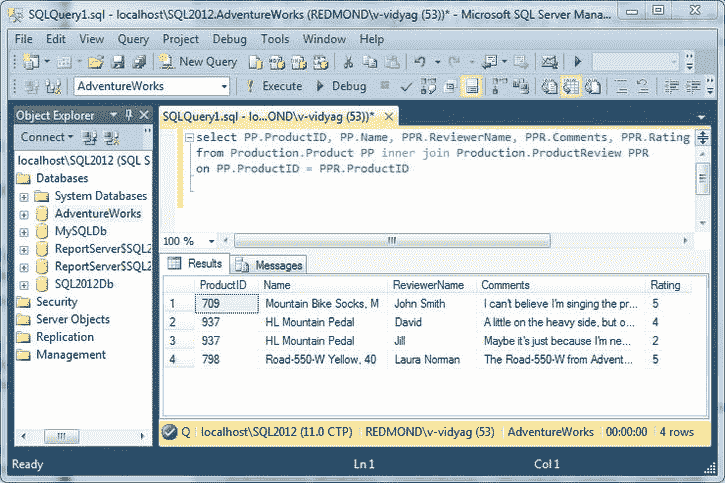 SQLQuery1.sql - localhost\SQL2012.AdventureWorks (REDMOND\v-vidyag (53))* - Microsoft SQL Server Mana...
File Edit View Query Project Debug Tools Window Help
New Query
AdventureWorks Execute Debug
Object Explorer
Connect
localhost\SQL2012 (SQL S
Databases
System Databases
AdventureWorks
MySQLDb
ReportServer$SQL2
ReportServer$SQL2
SQL2012Db
Security
Server Objects
Replication
Management
SQLQuery1.sql - lo...OND\v-vidyag (53))*
select PP.ProductID, PP.Name, PPR.ReviewerName, PPR.Comments, PPR.Rating
from Production.Product PP inner join Production.ProductReview PPR
on PP.ProductID = PPR.ProductID
100 %
Results Messages
ProductID Name ReviewerName Comments Rating
1 709 Mountain Bike Socks, M John Smith I can't believe I'm singing the pr... 5
2 937 HL Mountain Pedal David A little on the heavy side, but o... 4
3 937 HL Mountain Pedal Jill Maybe it's just because I'm ne... 2
4 798 Road-550-W Yellow, 40 Laura Norman The Road-550-W from Advent... 5
Q localhost\SQL2012 (11.0 CTP) REDMOND\v-vidyag (53) AdventureWorks 00:00:00 4 rows
Ready Ln 1 Col 1